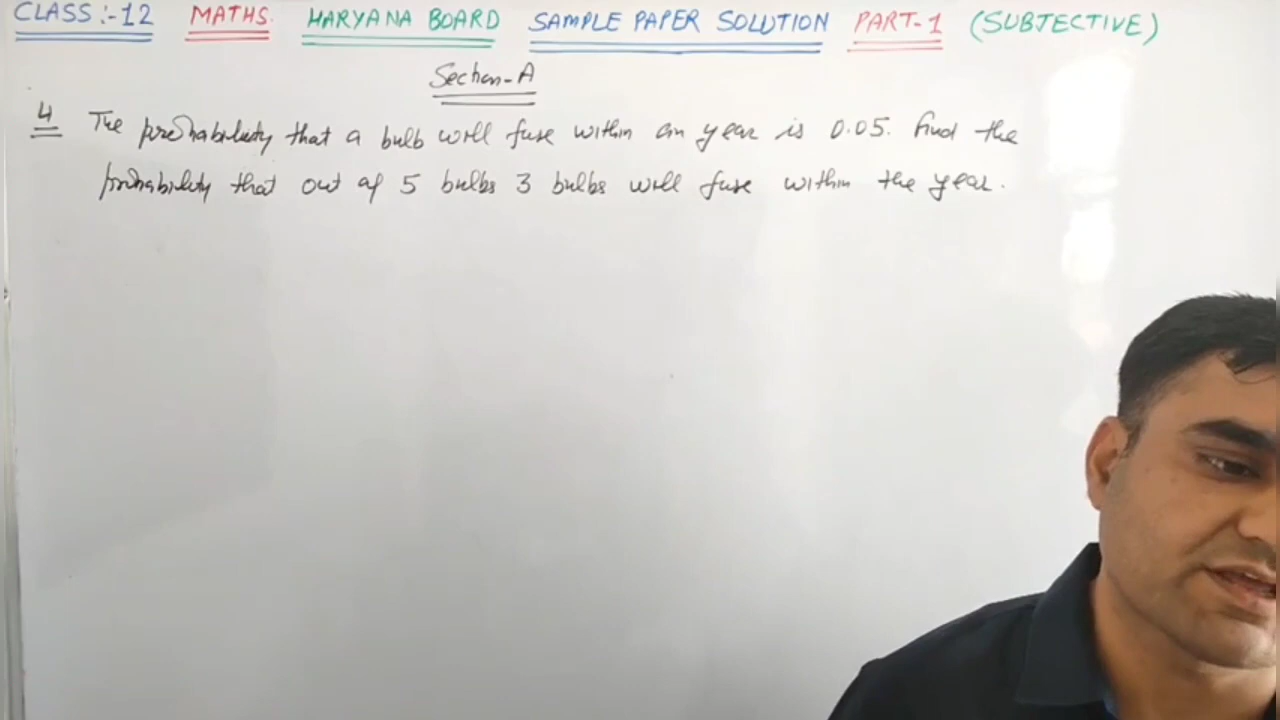 CLASS :- 12 MATHS. HARYANA BOARD SAMPLE PAPER SOLUTION PART-1 (SUBJECTIVE)
Section-A
4 The probability that a bulb will fuse within an year is 0.05. find the
probability that out of 5 bulbs 3 bulbs will fuse within the year.